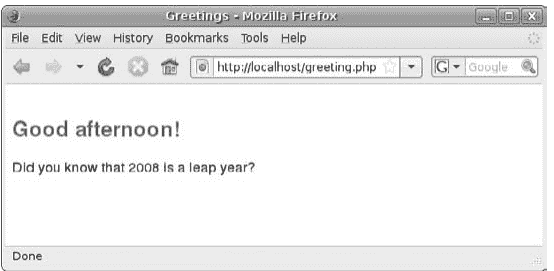 Greetings - Mozilla Firefox
File Edit View History Bookmarks Tools Help
http://localhost/greeting.php G Google
Good afternoon!
Did you know that 2008 is a leap year?
Done